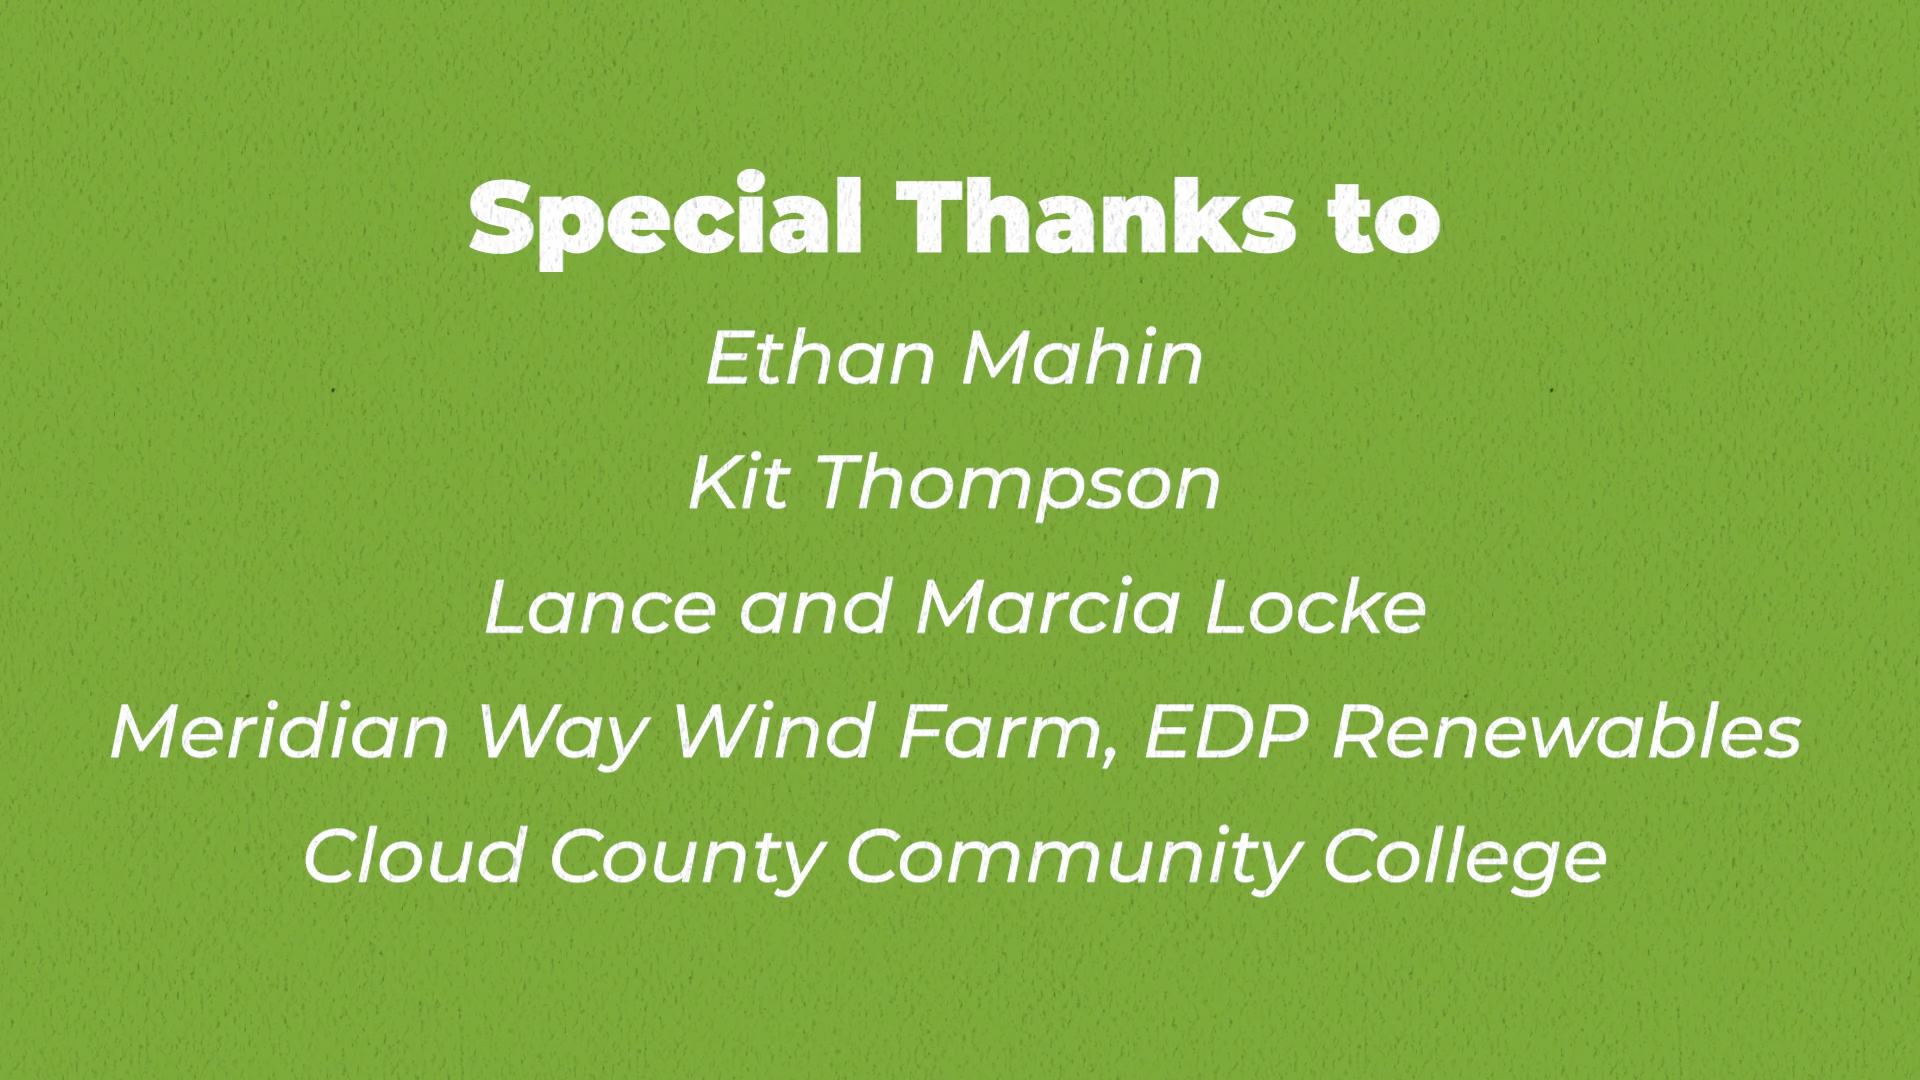 Special Thanks to
Ethan Mahin
Kit Thompson
Lance and Marcia Locke
Meridian Way Wind Farm, EDP Renewables
Cloud County Community College